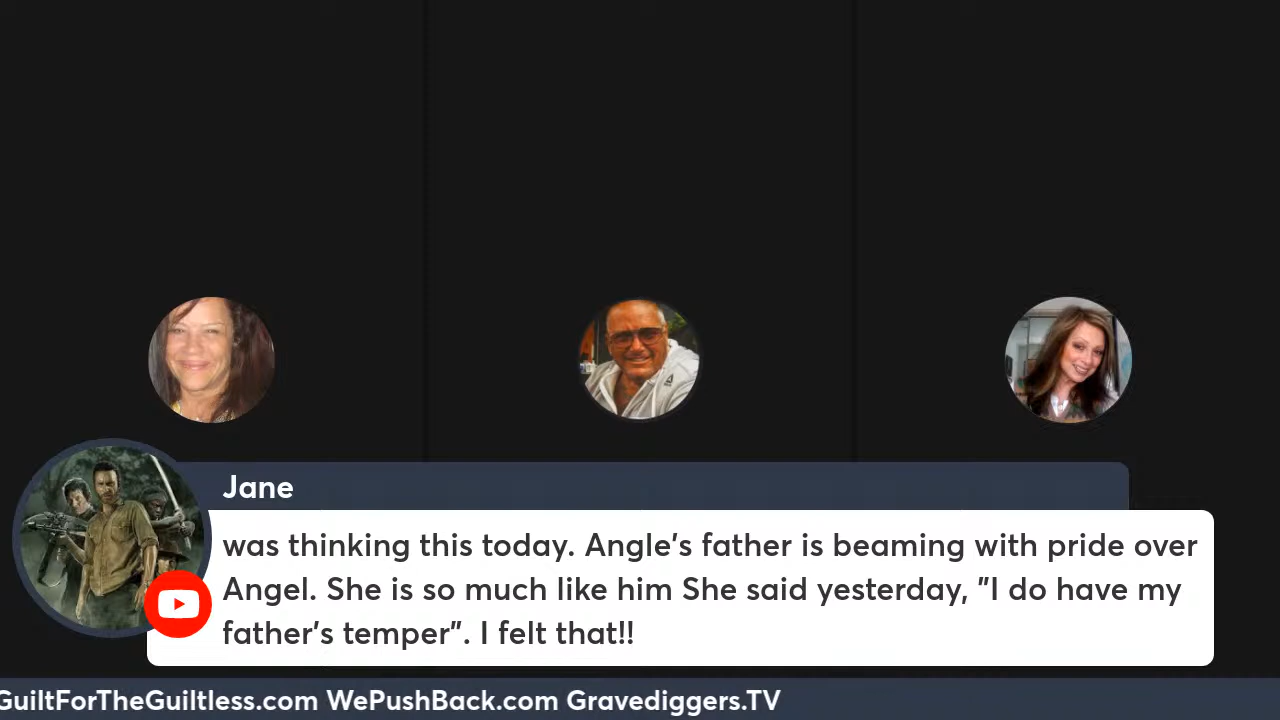 Jane
was thinking this today. Angle's father is beaming with pride over
Angel. She is so much like him She said yesterday, "I do have my
father's temper". I felt that!!
GuiltForTheGuiltless.com WePushBack.com Gravediggers.TV